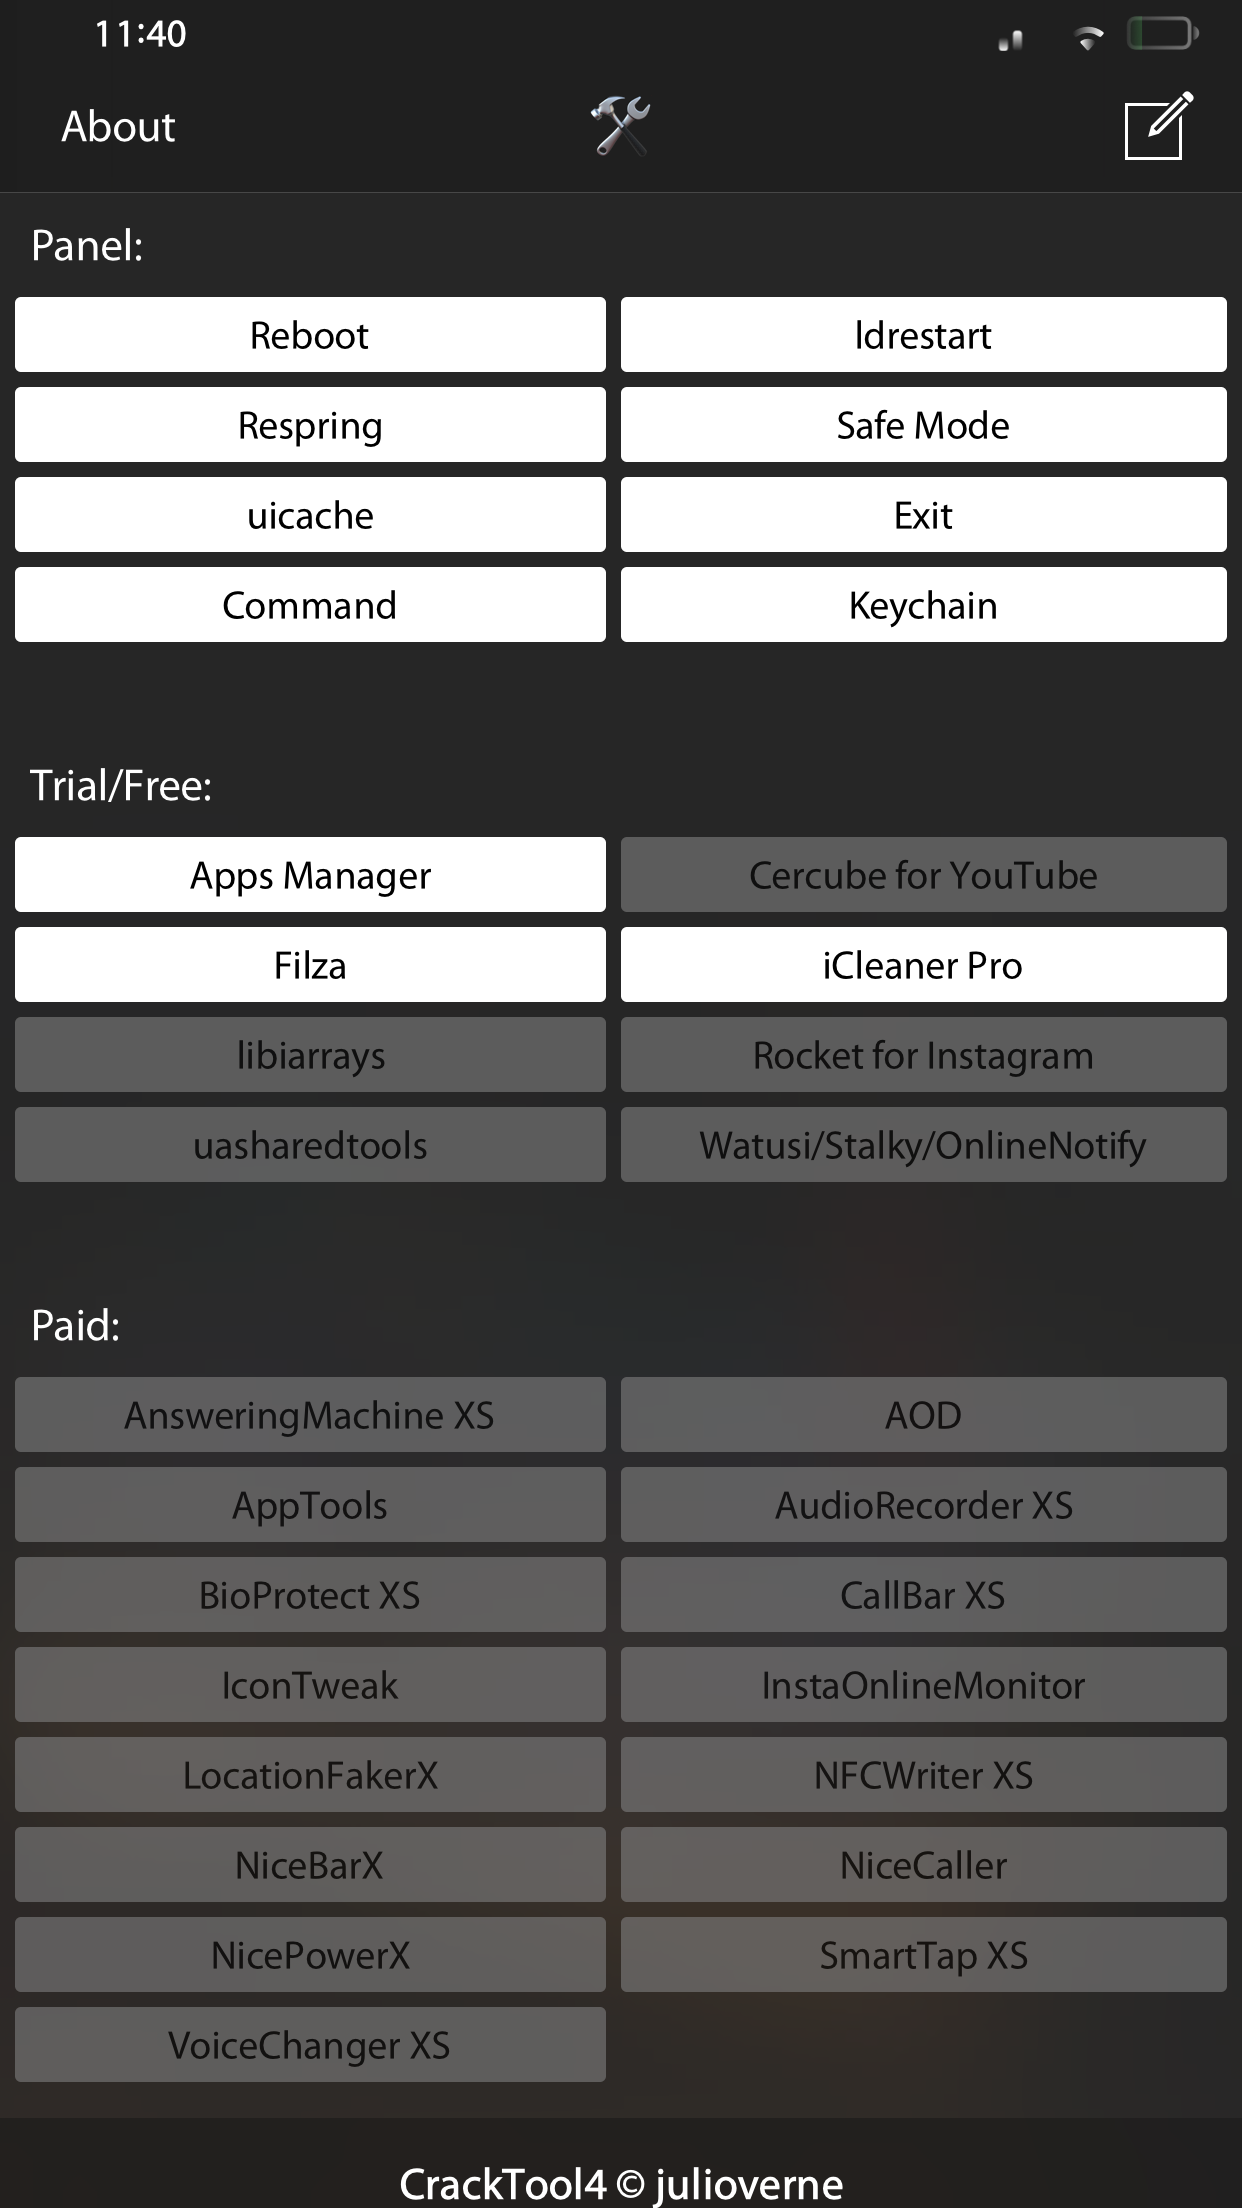 11:40
About
Panel:
Reboot
ldrestart
Respring
Safe Mode
uicache
Exit
Command
Keychain
Trial/Free:
Apps Manager
Cercube for YouTube
Filza
iCleaner Pro
libiarrays
Rocket for Instagram
uasharedtools
Watusi/Stalky/OnlineNotify
Paid:
AnsweringMachine XS
AOD
AppTools
AudioRecorder XS
BioProtect XS
CallBar XS
IconTweak
InstaOnlineMonitor
LocationFakerX
NFCWriter XS
NiceBarX
NiceCaller
NicePowerX
SmartTap XS
VoiceChanger XS
CrackTool4 © julioverne